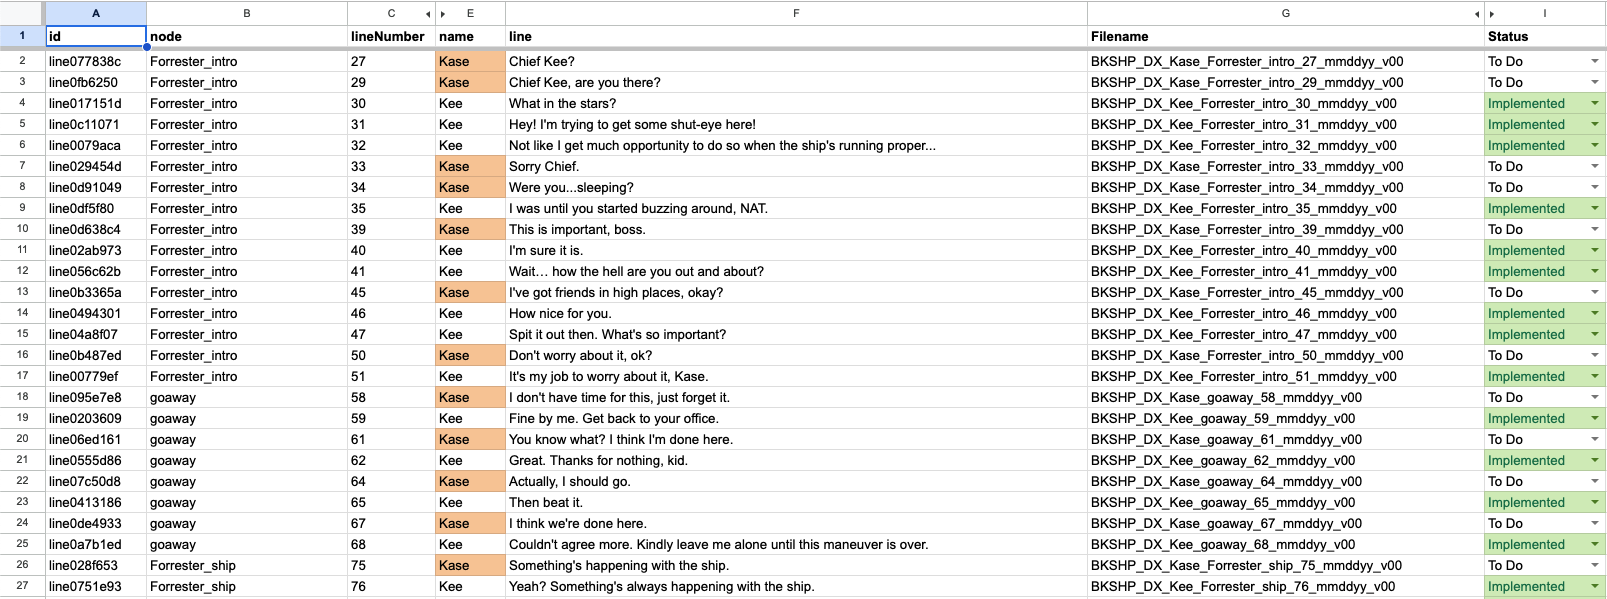 A B C E F G I
1 id node lineNumber name line Filename Status
2 line077838c Forrester_intro 27 Kase Chief Kee? BKSHP_DX_Kase_Forrester_intro_27_mmddyy_v00 To Do
3 line0fb6250 Forrester_intro 29 Kase Chief Kee, are you there? BKSHP_DX_Kase_Forrester_intro_29_mmddyy_v00 To Do
4 line017151d Forrester_intro 30 Kee What in the stars? BKSHP_DX_Kee_Forrester_intro_30_mmddyy_v00 Implemented
5 line0c11071 Forrester_intro 31 Kee Hey! I'm trying to get some shut-eye here! BKSHP_DX_Kee_Forrester_intro_31_mmddyy_v00 Implemented
6 line0079aca Forrester_intro 32 Kee Not like I get much opportunity to do so when the ship's running proper... BKSHP_DX_Kee_Forrester_intro_32_mmddyy_v00 Implemented
7 line029454d Forrester_intro 33 Kase Sorry Chief. BKSHP_DX_Kase_Forrester_intro_33_mmddyy_v00 To Do
8 line0d91049 Forrester_intro 34 Kase Were you...sleeping? BKSHP_DX_Kase_Forrester_intro_34_mmddyy_v00 To Do
9 line0df5f80 Forrester_intro 35 Kee I was until you started buzzing around, NAT. BKSHP_DX_Kee_Forrester_intro_35_mmddyy_v00 Implemented
10 line0d638c4 Forrester_intro 39 Kase This is important, boss. BKSHP_DX_Kase_Forrester_intro_39_mmddyy_v00 To Do
11 line02ab973 Forrester_intro 40 Kee I'm sure it is. BKSHP_DX_Kee_Forrester_intro_40_mmddyy_v00 Implemented
12 line056c62b Forrester_intro 41 Kee Wait… how the hell are you out and about? BKSHP_DX_Kee_Forrester_intro_41_mmddyy_v00 Implemented
13 line0b3365a Forrester_intro 45 Kase I've got friends in high places, okay? BKSHP_DX_Kase_Forrester_intro_45_mmddyy_v00 To Do
14 line0494301 Forrester_intro 46 Kee How nice for you. BKSHP_DX_Kee_Forrester_intro_46_mmddyy_v00 Implemented
15 line04a8f07 Forrester_intro 47 Kee Spit it out then. What's so important? BKSHP_DX_Kee_Forrester_intro_47_mmddyy_v00 Implemented
16 line0b487ed Forrester_intro 50 Kase Don't worry about it, ok? BKSHP_DX_Kase_Forrester_intro_50_mmddyy_v00 To Do
17 line00779ef Forrester_intro 51 Kee It's my job to worry about it, Kase. BKSHP_DX_Kee_Forrester_intro_51_mmddyy_v00 Implemented
18 line095e7e8 goaway 58 Kase I don't have time for this, just forget it. BKSHP_DX_Kase_goaway_58_mmddyy_v00 To Do
19 line0203609 goaway 59 Kee Fine by me. Get back to your office. BKSHP_DX_Kee_goaway_59_mmddyy_v00 Implemented
20 line06ed161 goaway 61 Kase You know what? I think I'm done here. BKSHP_DX_Kase_goaway_61_mmddyy_v00 To Do
21 line0555d86 goaway 62 Kee Great. Thanks for nothing, kid. BKSHP_DX_Kee_goaway_62_mmddyy_v00 Implemented
22 line07c50d8 goaway 64 Kase Actually, I should go. BKSHP_DX_Kase_goaway_64_mmddyy_v00 To Do
23 line0413186 goaway 65 Kee Then beat it. BKSHP_DX_Kee_goaway_65_mmddyy_v00 Implemented
24 line0de4933 goaway 67 Kase I think we're done here. BKSHP_DX_Kase_goaway_67_mmddyy_v00 To Do
25 line0a7b1ed goaway 68 Kee Couldn't agree more. Kindly leave me alone until this maneuver is over. BKSHP_DX_Kee_goaway_68_mmddyy_v00 Implemented
26 line028f653 Forrester_ship 75 Kase Something's happening with the ship. BKSHP_DX_Kase_Forrester_ship_75_mmddyy_v00 To Do
27 line0751e93 Forrester_ship 76 Kee Yeah? Something's always happening with the ship. BKSHP_DX_Kee_Forrester_ship_76_mmddyy_v00 Implemented